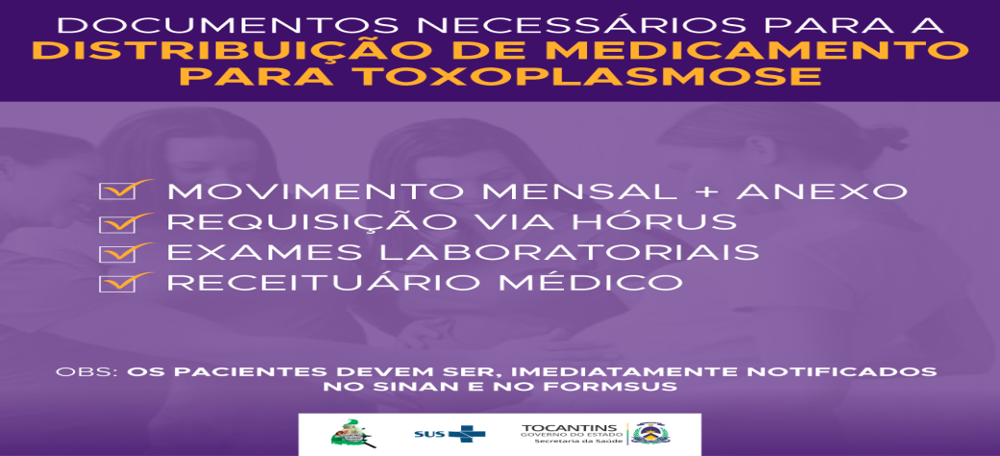 DOCUMENTOS NECESSÁRIOS PARA A
DISTRIBUIÇÃO DE MEDICAMENTO
PARA TOXOPLASMOSE
MOVIMENTO MENSAL + ANEXO
REQUISIÇÃO VIA HÓRUS
EXAMES LABORATORIAIS
RECEITUÁRIO MÉDICO
OBS: OS PACIENTES DEVEM SER, IMEDIATAMENTE NOTIFICADOS
NO SINAN E NO FORMSUS
SUS
TOCANTINS
GOVERNO DO ESTADO
Secretaria da Saúde